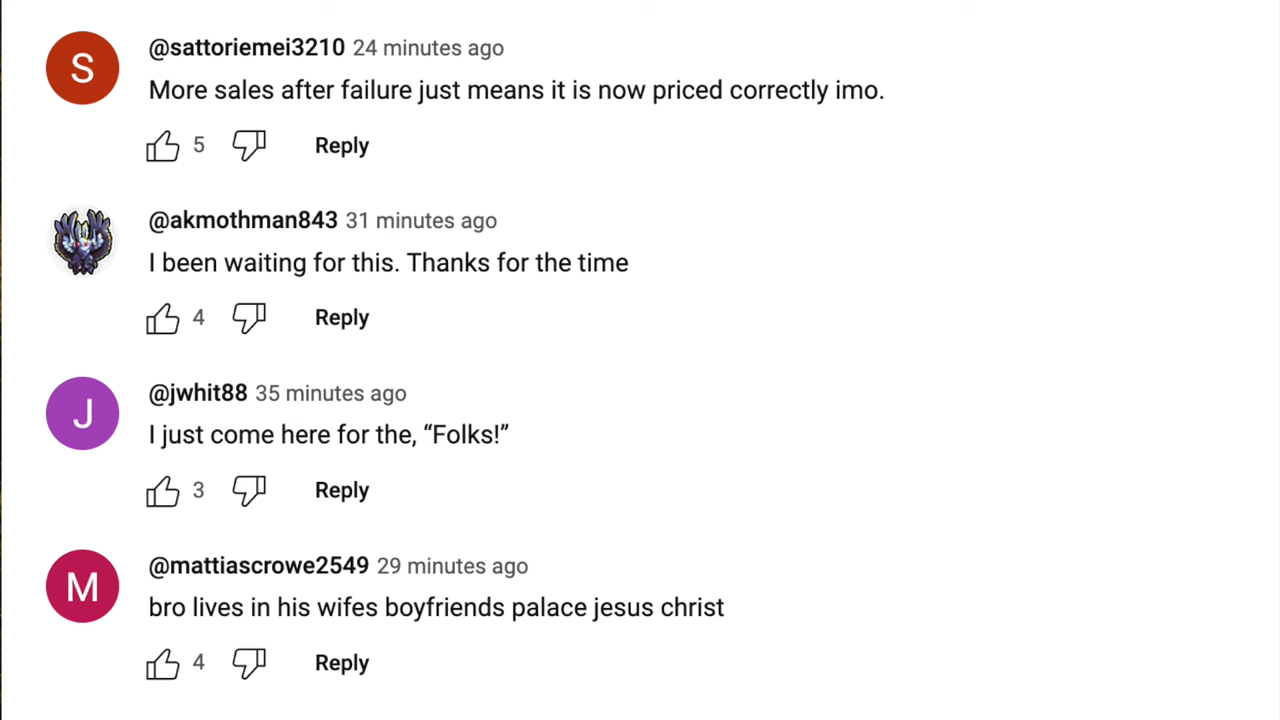 S
@sattoriemei3210 24 minutes ago
More sales after failure just means it is now priced correctly imo.
5 Reply
@akmothman843 31 minutes ago
I been waiting for this. Thanks for the time
4 Reply
J
@jwhit88 35 minutes ago
I just come here for the, “Folks!”
3 Reply
M
@mattiascrowe2549 29 minutes ago
bro lives in his wifes boyfriends palace jesus christ
4 Reply